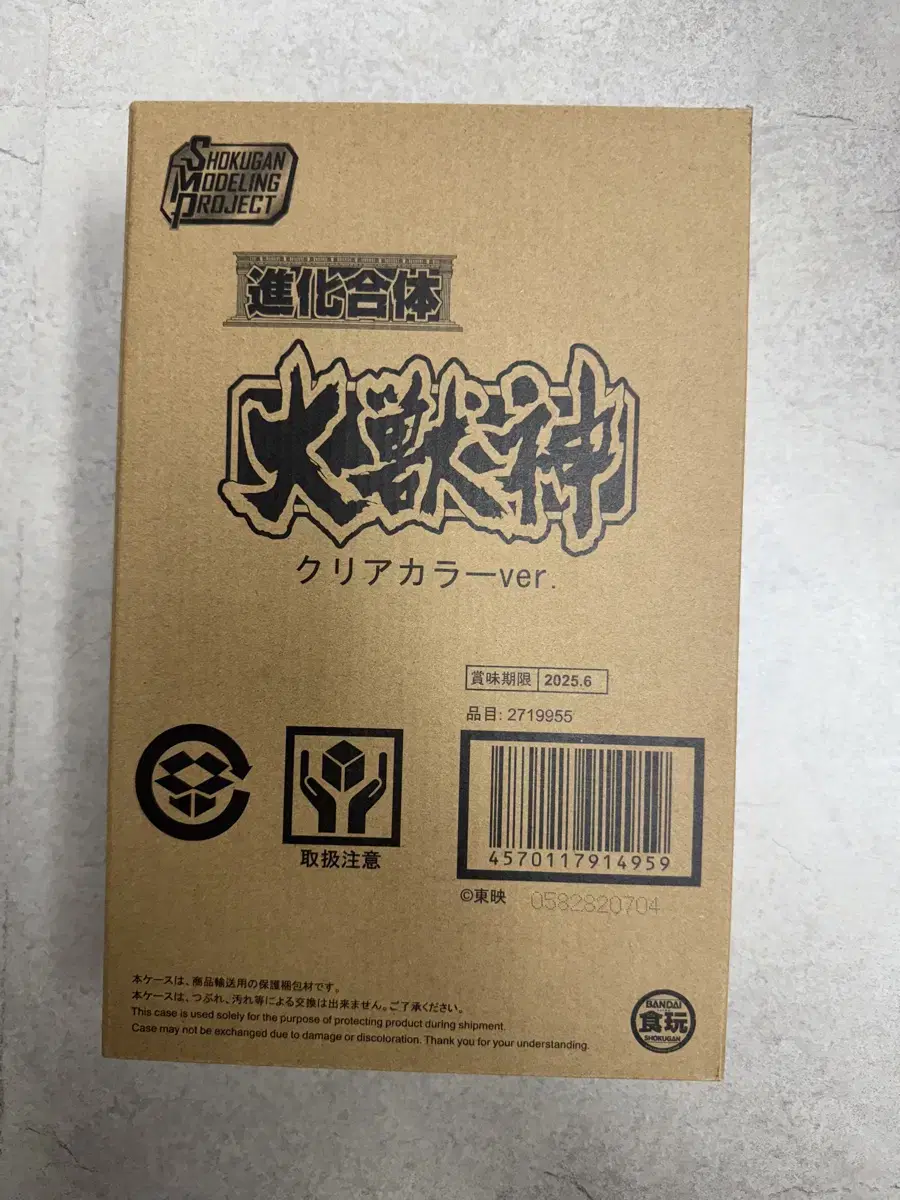 SHOKUGAN
MODELING
PROJECT
進化合体
大獣神
クリアカラーver.
賞味期限 2025.6
品目: 2719955
4570117914959
取扱注意
©東映 0582820704
本ケースは、商品輸送用の保護梱包材です。
本ケースは、つぶれ、汚れ等による交換は出来ません。ご了承ください。
This case is used solely for the purpose of protecting product during shipment.
Case may not be exchanged due to damage or discoloration. Thank you for your understanding.
BANDAI
食玩
SHOKUGAN